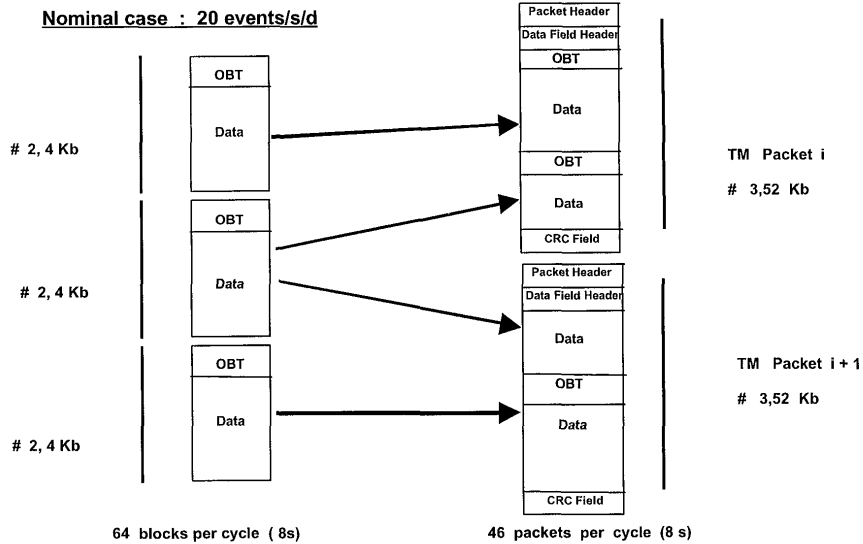 Nominal case : 20 events/s/d
OBT
Data
# 2, 4 Kb
OBT
Data
# 2, 4 Kb
OBT
Data
# 2, 4 Kb
64 blocks per cycle ( 8s)
Packet Header
Data Field Header
OBT
Data
OBT
Data
CRC Field
TM Packet i
# 3,52 Kb
Packet Header
Data Field Header
Data
OBT
Data
CRC Field
TM Packet i + 1
# 3,52 Kb
46 packets per cycle (8 s)